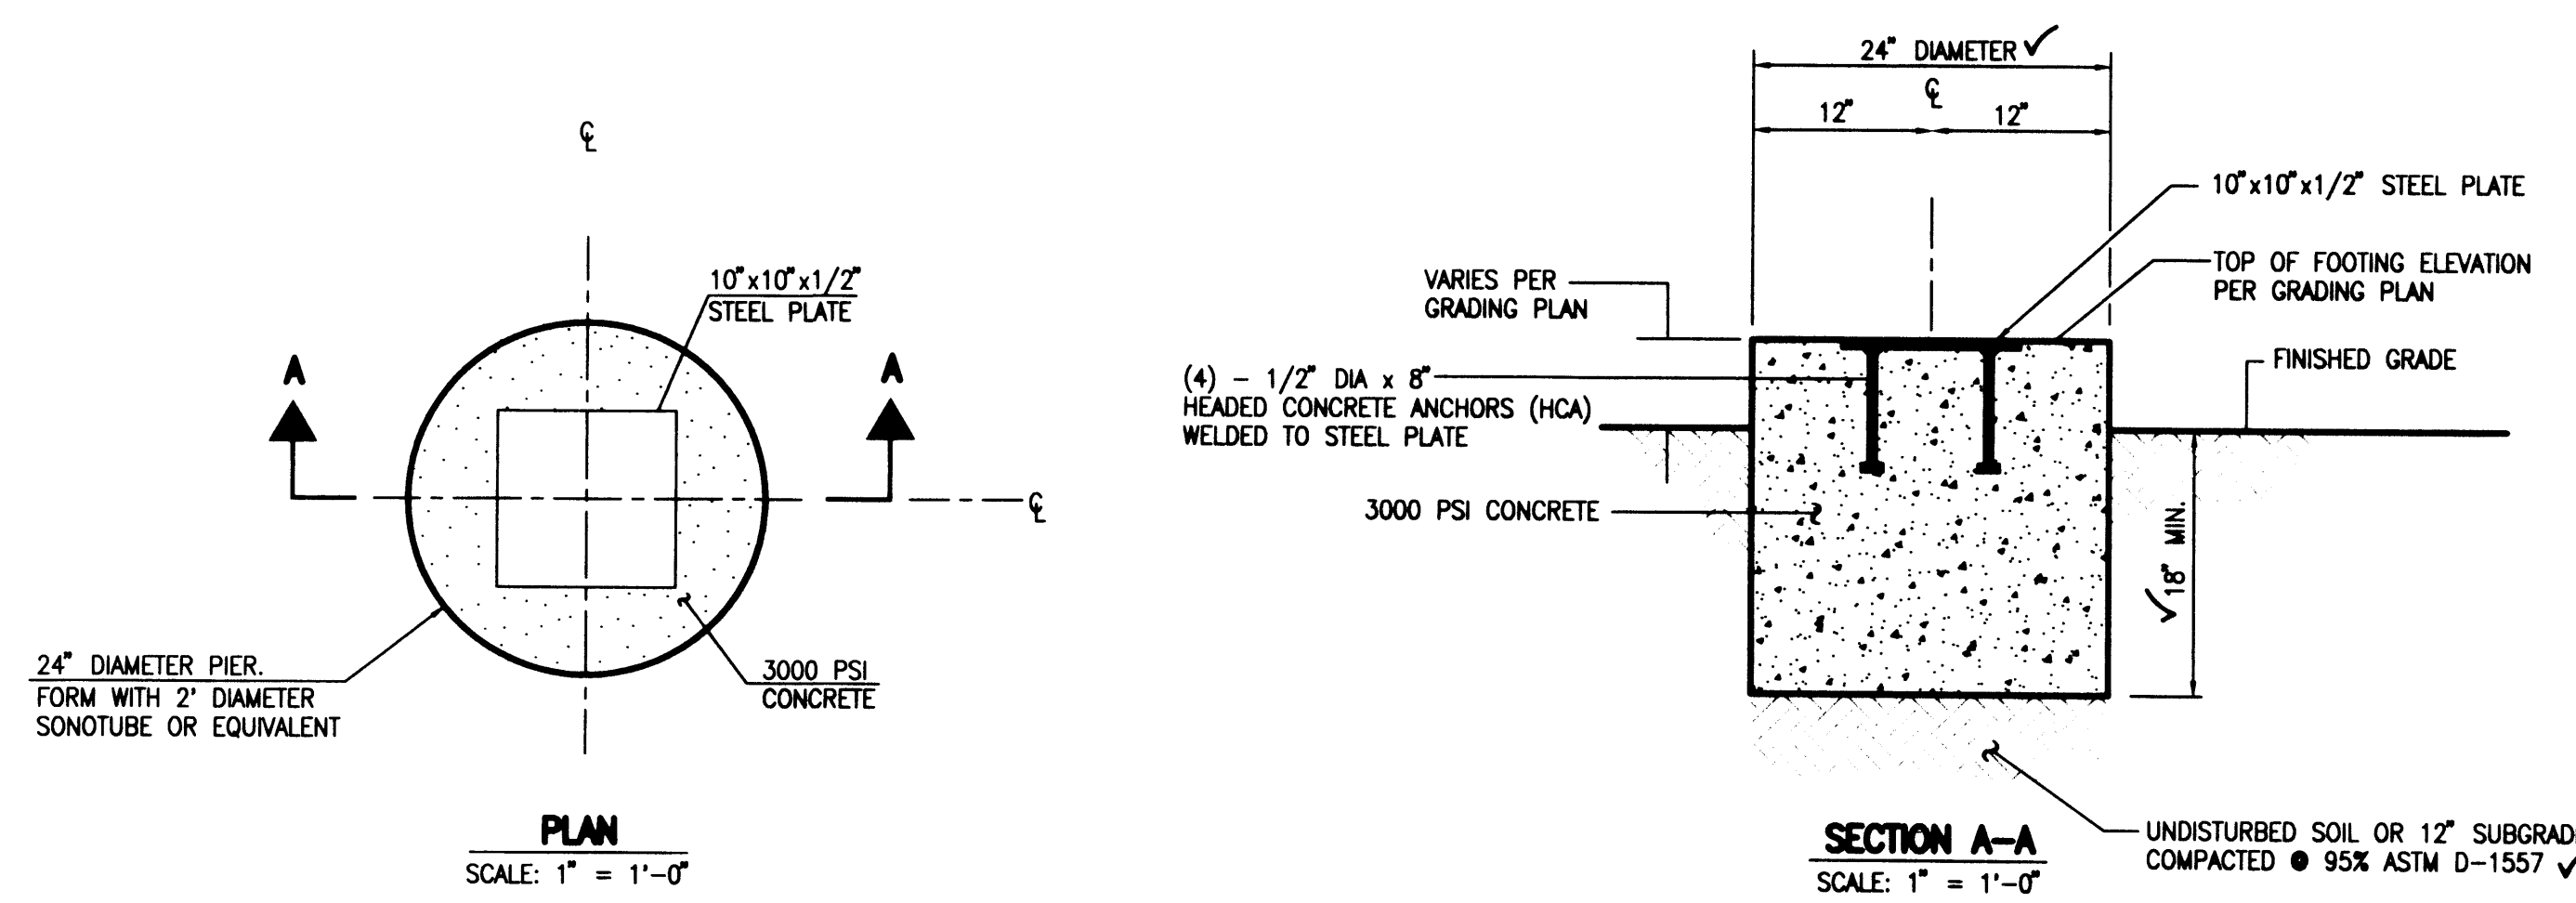 ℄
10"x10"x1/2"
STEEL PLATE
A
A
℄
24" DIAMETER PIER.
FORM WITH 2' DIAMETER
SONOTUBE OR EQUIVALENT
3000 PSI
CONCRETE
PLAN
SCALE: 1" = 1'-0"
24" DIAMETER ✓
℄
12"
12"
10"x10"x1/2" STEEL PLATE
TOP OF FOOTING ELEVATION
PER GRADING PLAN
VARIES PER
GRADING PLAN
FINISHED GRADE
(4) - 1/2" DIA x 8"
HEADED CONCRETE ANCHORS (HCA)
WELDED TO STEEL PLATE
3000 PSI CONCRETE
✓18" MIN.
SECTION A-A
SCALE: 1" = 1'-0"
UNDISTURBED SOIL OR 12" SUBGRAD
COMPACTED @ 95% ASTM D-1557 ✓